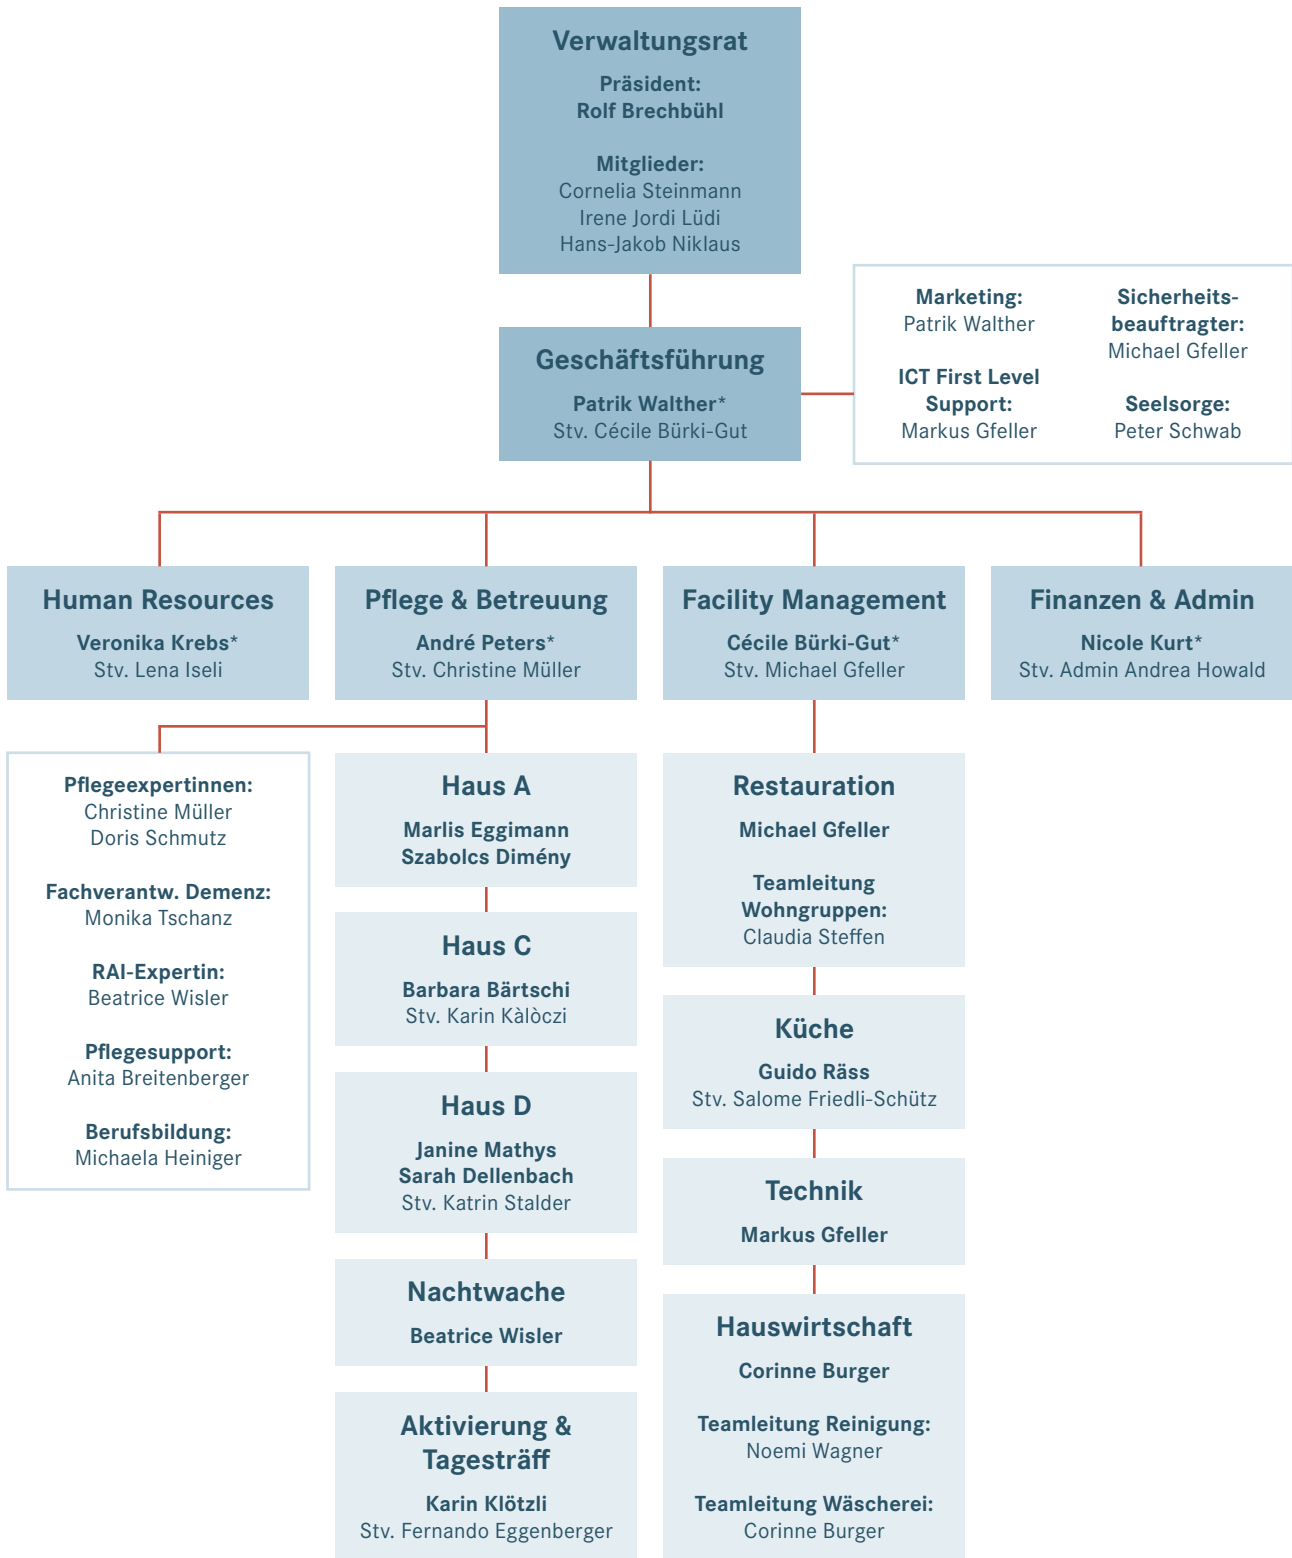 Verwaltungsrat
Präsident:
Rolf Brechbühl
Mitglieder:
Cornelia Steinmann
Irene Jordi Lüdi
Hans-Jakob Niklaus
Geschäftsführung
Patrik Walther*
Stv. Cécile Bürki-Gut
Marketing:
Patrik Walther
ICT First Level
Support:
Markus Gfeller
Sicherheits-
beauftragter:
Michael Gfeller
Seelsorge:
Peter Schwab
Human Resources
Veronika Krebs*
Stv. Lena Iseli
Pflege & Betreuung
André Peters*
Stv. Christine Müller
Facility Management
Cécile Bürki-Gut*
Stv. Michael Gfeller
Finanzen & Admin
Nicole Kurt*
Stv. Admin Andrea Howald
Pflegeexpertinnen:
Christine Müller
Doris Schmutz
Fachverantw. Demenz:
Monika Tschanz
RAI-Expertin:
Beatrice Wisler
Pflegesupport:
Anita Breitenberger
Berufsbildung:
Michaela Heiniger
Haus A
Marlis Eggimann
Szabolcs Dimény
Haus C
Barbara Bärtschi
Stv. Karin Kàlòczi
Haus D
Janine Mathys
Sarah Dellenbach
Stv. Katrin Stalder
Nachtwache
Beatrice Wisler
Aktivierung &
Tagesträff
Karin Klötzli
Stv. Fernando Eggenberger
Restauration
Michael Gfeller
Teamleitung
Wohngruppen:
Claudia Steffen
Küche
Guido Räss
Stv. Salome Friedli-Schütz
Technik
Markus Gfeller
Hauswirtschaft
Corinne Burger
Teamleitung Reinigung:
Noemi Wagner
Teamleitung Wäscherei:
Corinne Burger